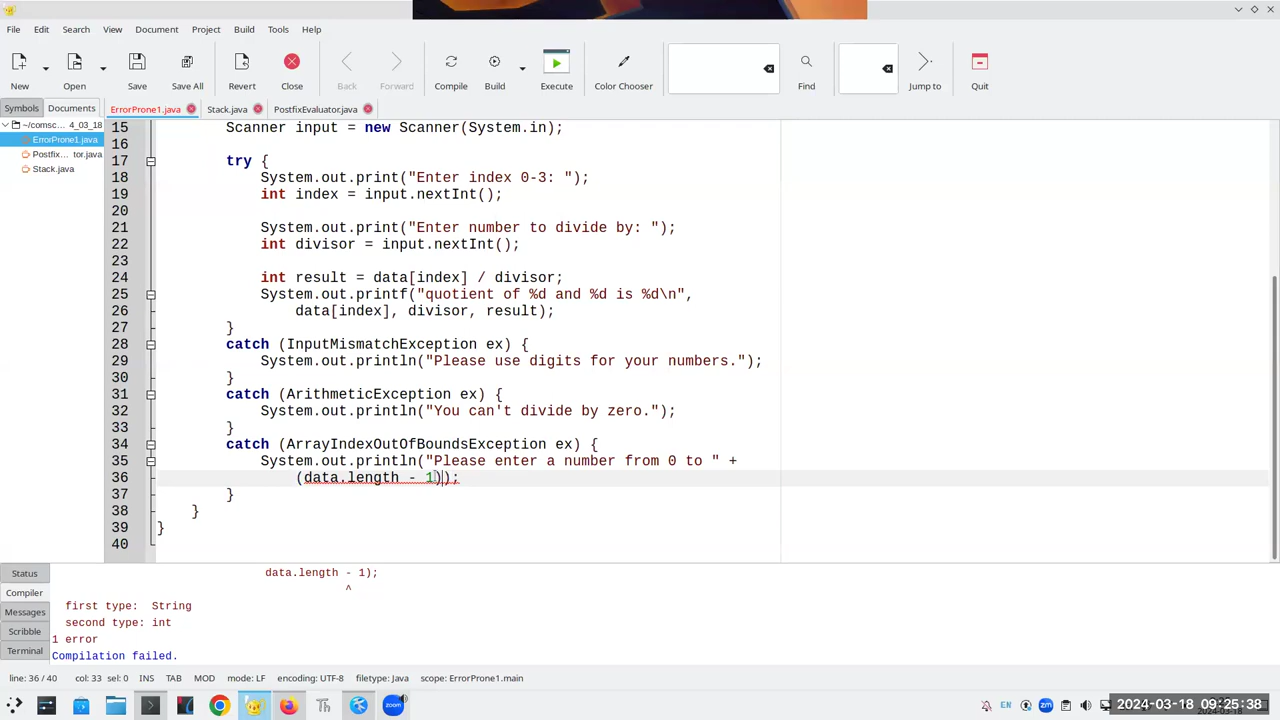 File Edit Search View Document Project Build Tools Help
New Open Save Save All Revert Close Back Forward Compile Build Execute Color Chooser Find Jump to Quit
Symbols Documents ErrorProne1.java Stack.java PostfixEvaluator.java
~/comsc... 4_03_18
ErrorProne1.java
Postfix... tor.java
Stack.java
15 Scanner input = new Scanner(System.in);
16
17 try {
18 System.out.print("Enter index 0-3: ");
19 int index = input.nextInt();
20
21 System.out.print("Enter number to divide by: ");
22 int divisor = input.nextInt();
23
24 int result = data[index] / divisor;
25 System.out.printf("quotient of %d and %d is %d\n",
26 data[index], divisor, result);
27 }
28 catch (InputMismatchException ex) {
29 System.out.println("Please use digits for your numbers.");
30 }
31 catch (ArithmeticException ex) {
32 System.out.println("You can't divide by zero.");
33 }
34 catch (ArrayIndexOutOfBoundsException ex) {
35 System.out.println("Please enter a number from 0 to " +
36 (data.length - 1));
37 }
38 }
39 }
40
Status
Compiler
Messages
Scribble
Terminal
data.length - 1);
^
first type: String
second type: int
1 error
Compilation failed.
line: 36 / 40 col: 33 sel: 0 INS TAB MOD mode: LF encoding: UTF-8 filetype: Java scope: ErrorProne1.main
Th zoom EN zm 2024-03-18 09:25:38